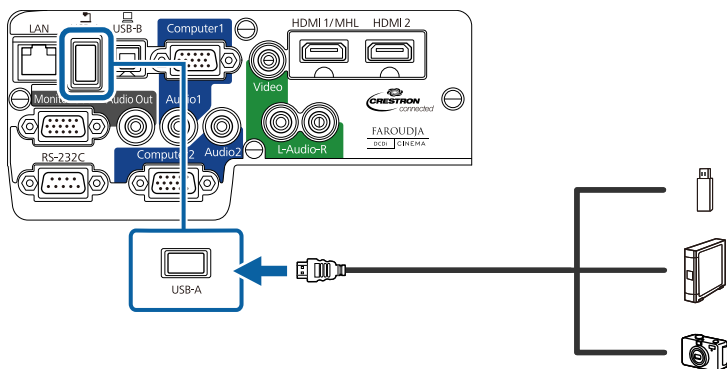 LAN
USB-B
Computer1
HDMI 1/MHL
HDMI 2
Video
Monitor
Audio Out
Audio1
CRESTRON
connected
FAROUDJA
DCDi CINEMA
L-Audio-R
RS-232C
Computer2
Audio2
USB-A